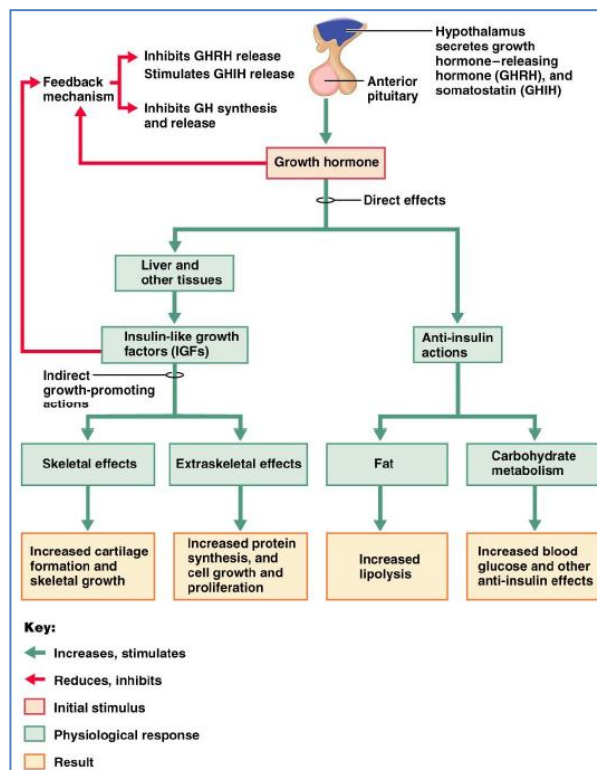 Inhibits GHRH release
Stimulates GHIH release
Feedback
mechanism
Inhibits GH synthesis
and release
Hypothalamus
secretes growth
hormone–releasing
hormone (GHRH), and
somatostatin (GHIH)
Anterior
pituitary
Growth hormone
Direct effects
Liver and
other tissues
Insulin-like growth
factors (IGFs)
Anti-insulin
actions
Indirect
growth-promoting
actions
Skeletal effects
Extraskeletal effects
Fat
Carbohydrate
metabolism
Increased cartilage
formation and
skeletal growth
Increased protein
synthesis, and
cell growth and
proliferation
Increased
lipolysis
Increased blood
glucose and other
anti-insulin effects
Key:
Increases, stimulates
Reduces, inhibits
Initial stimulus
Physiological response
Result